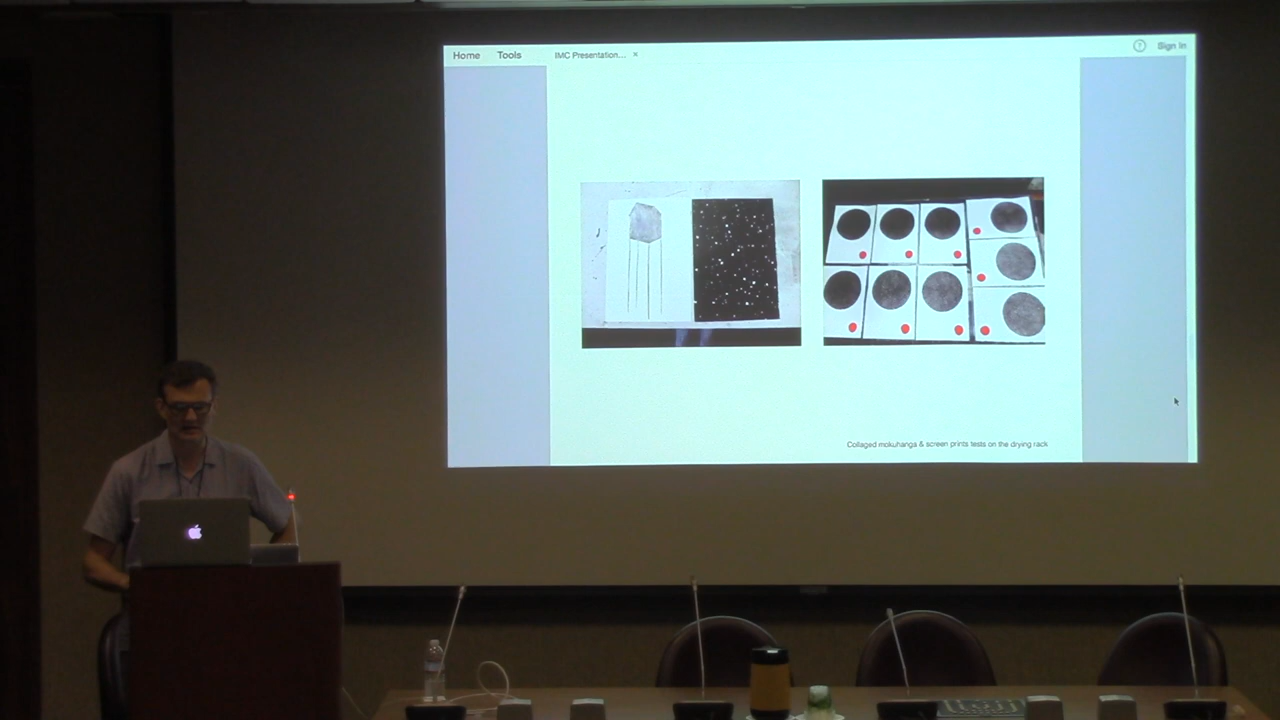 Home Tools IMC Presentation... ×
Sign In
Collaged mokuhanga & screen prints tests on the drying rack